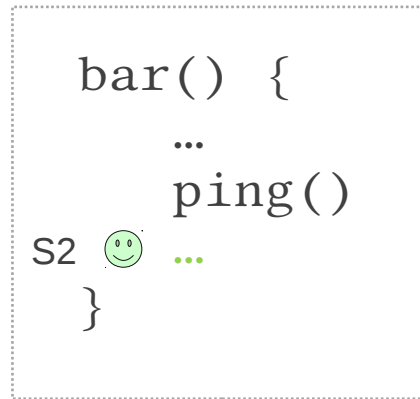 bar() {
…
ping()
S2 …
}